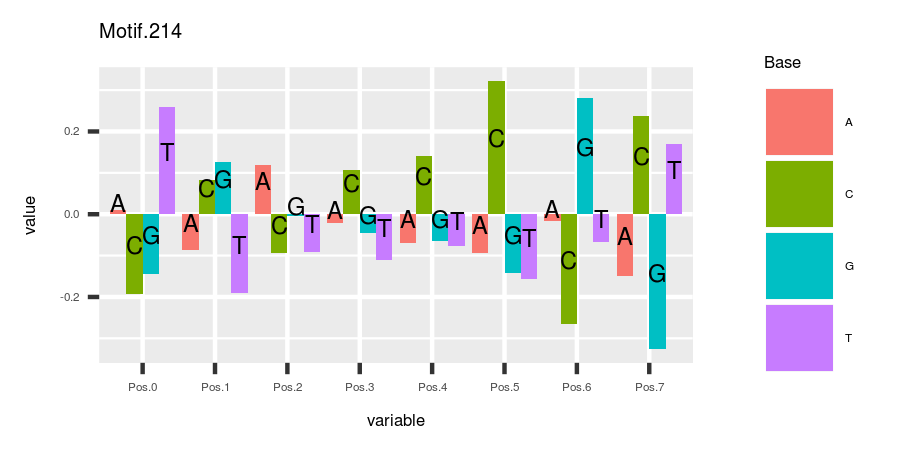 Motif.214
Base
A
C
G
T
value
0.2
0.0
-0.2
A C G T A C G T A C G T A C G T A C G T A C G T A C G T A C G T
Pos.0 Pos.1 Pos.2 Pos.3 Pos.4 Pos.5 Pos.6 Pos.7
variable